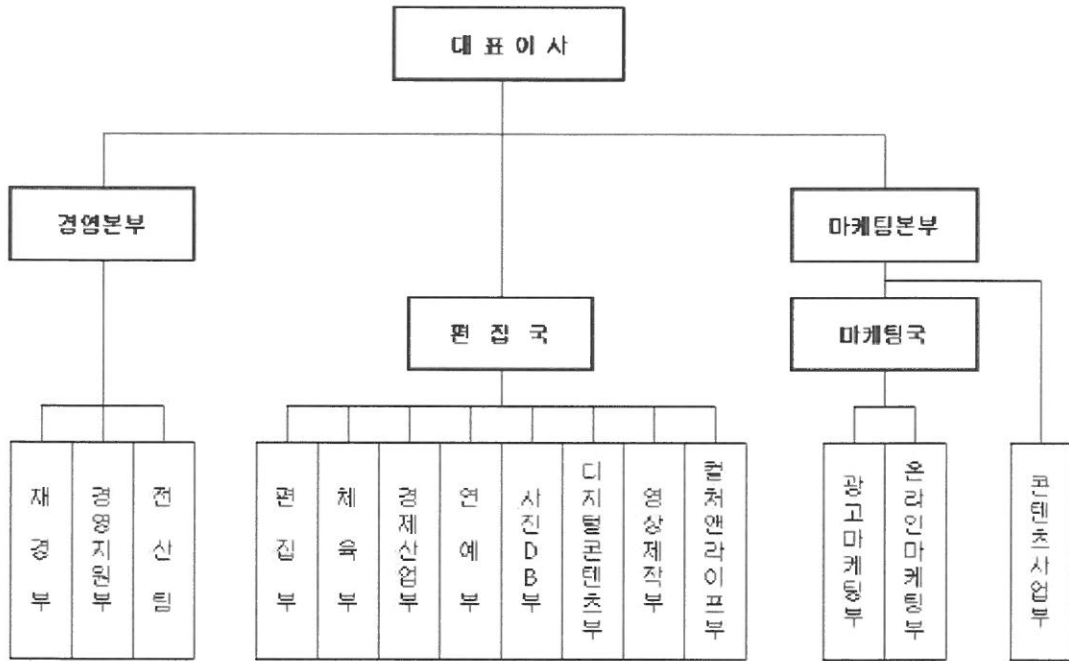 대표이사
경영본부
마케팅본부
편집국
마케팅국
재경부
경영지원부
전산팀
편집부
체육부
경제산업부
연예부
사진DB부
디지털콘텐츠부
영상제작부
컬처앤라이프부
광고마케팅부
온라인마케팅부
콘텐츠사업부